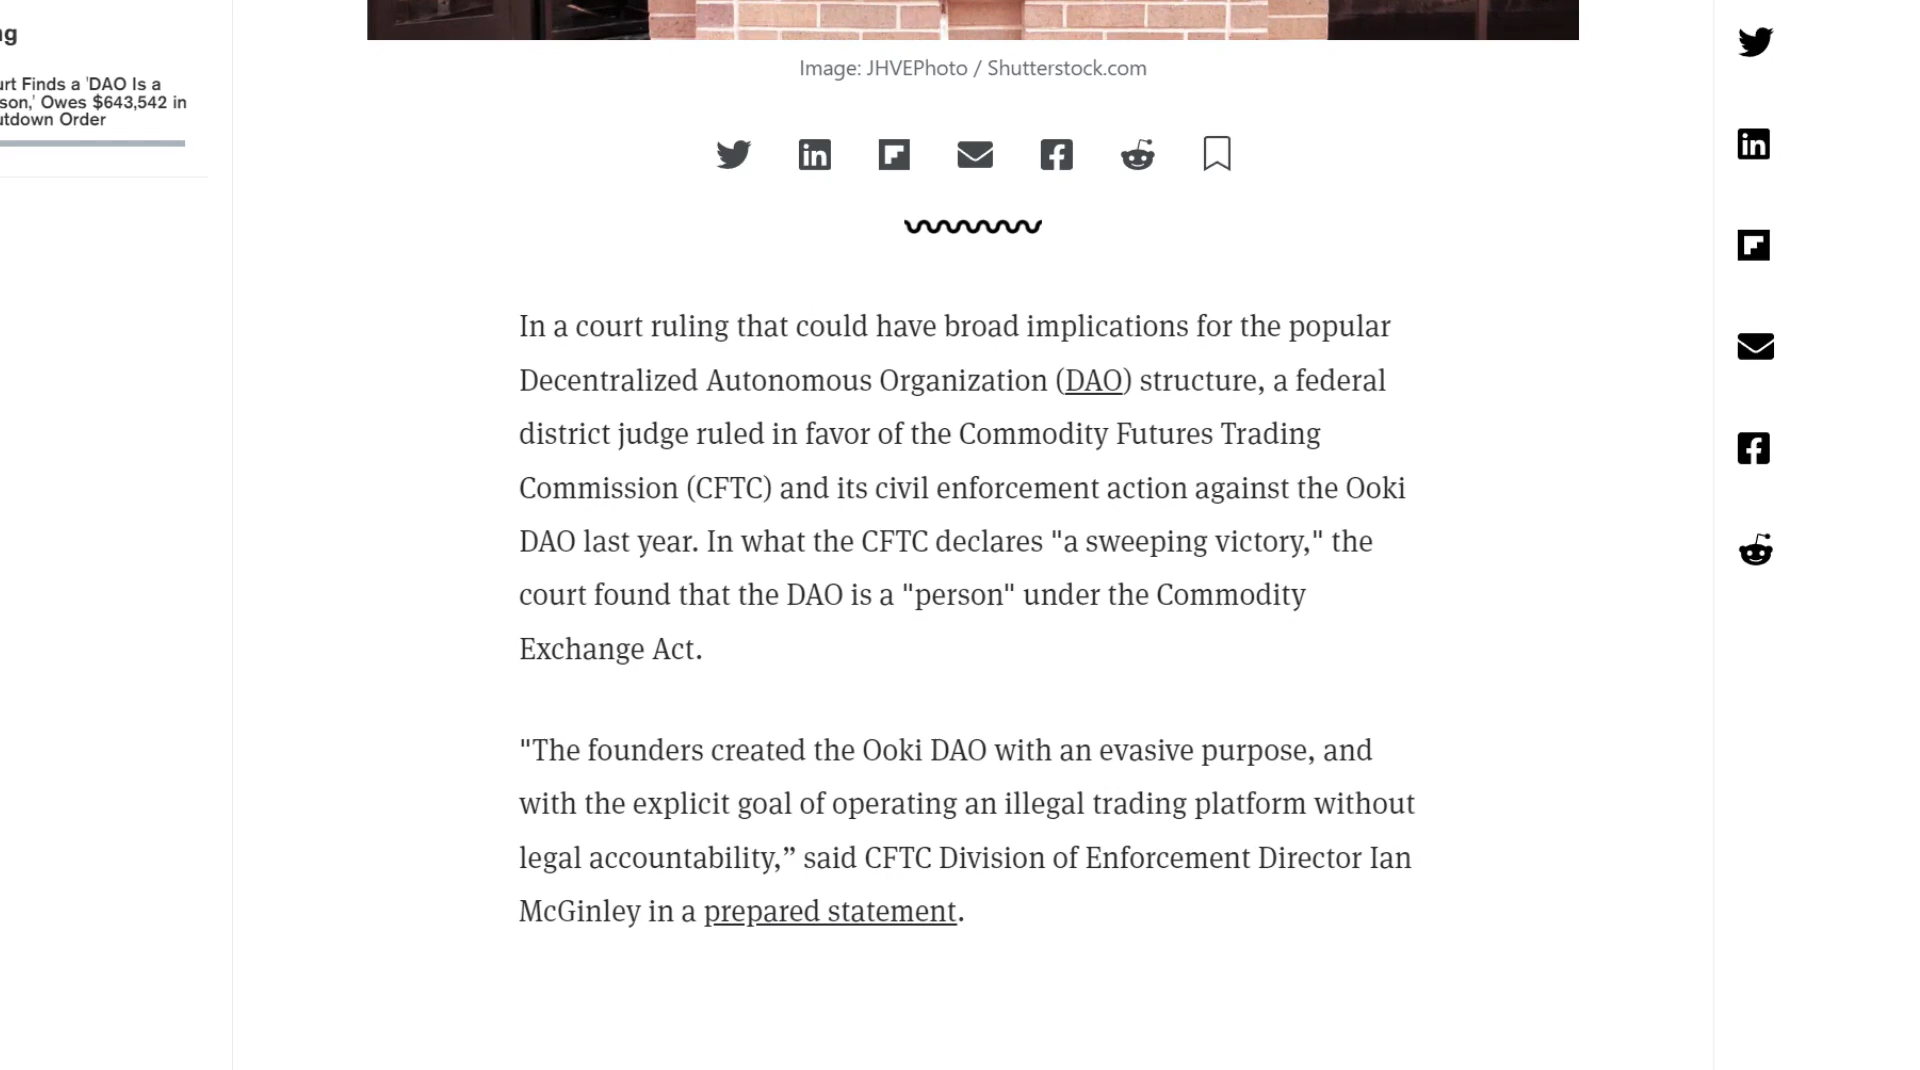 Image: JHVEPhoto / Shutterstock.com
Finds a 'DAO Is a
Owes $643,542 in
Order
In a court ruling that could have broad implications for the popular
Decentralized Autonomous Organization (DAO) structure, a federal
district judge ruled in favor of the Commodity Futures Trading
Commission (CFTC) and its civil enforcement action against the Ooki
DAO last year. In what the CFTC declares "a sweeping victory," the
court found that the DAO is a "person" under the Commodity
Exchange Act.
"The founders created the Ooki DAO with an evasive purpose, and
with the explicit goal of operating an illegal trading platform without
legal accountability,” said CFTC Division of Enforcement Director Ian
McGinley in a prepared statement.